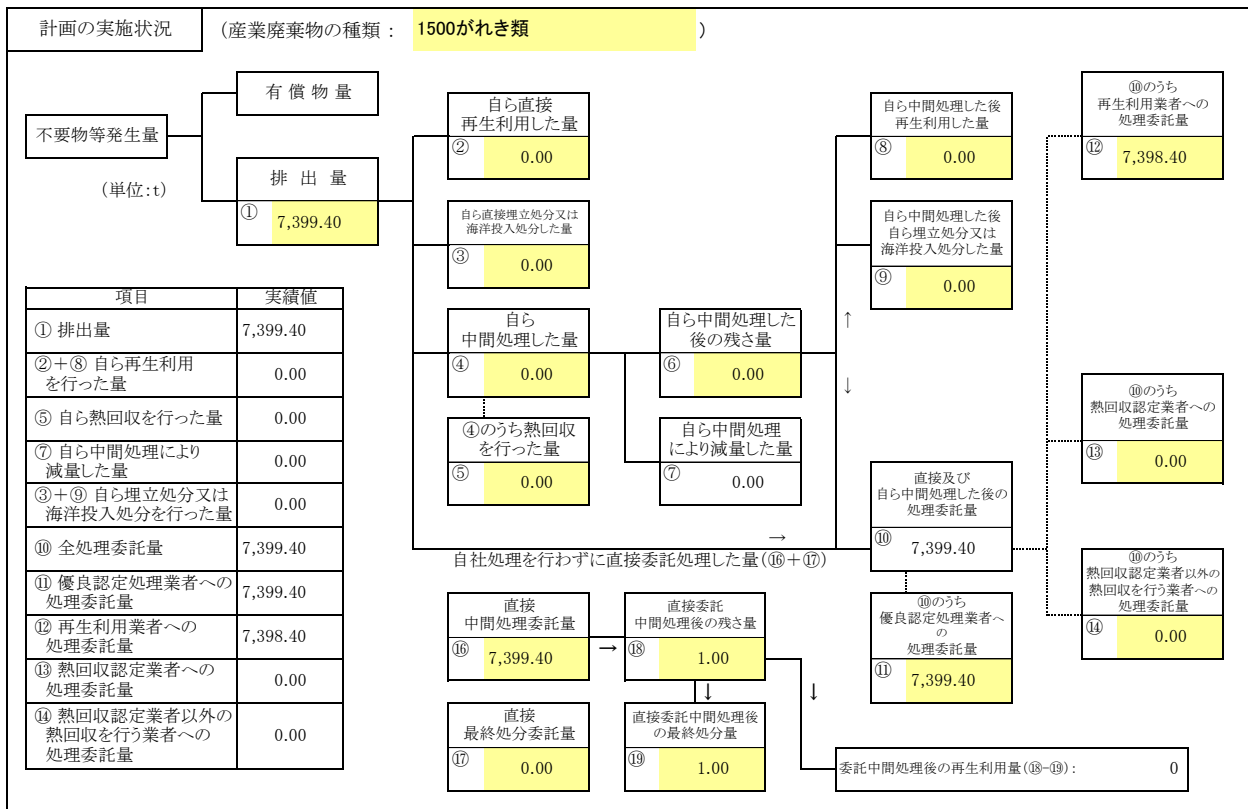 計画の実施状況
(産業廃棄物の種類：
1500がれき類
)
不要物等発生量
(単位:t)
有償物量
排出量
①
7,399.40
自ら直接
再生利用した量
②
0.00
自ら直接埋立処分又は
海洋投入処分した量
③
0.00
自ら
中間処理した量
④
0.00
④のうち熱回収
を行った量
⑤
0.00
自ら中間処理した
後の残さ量
⑥
0.00
自ら中間処理
により減量した量
⑦
0.00
自ら中間処理した後
再生利用した量
⑧
0.00
自ら中間処理した後
自ら埋立処分又は
海洋投入処分した量
⑨
0.00
↑
↓
直接及び
自ら中間処理した後の
処理委託量
⑩
7,399.40
⑩のうち
優良認定処理業者へ
の
処理委託量
⑪
7,399.40
⑩のうち
再生利用業者への
処理委託量
⑫
7,398.40
⑩のうち
熱回収認定業者への
処理委託量
⑬
0.00
⑩のうち
熱回収認定業者以外の
熱回収を行う業者への
処理委託量
⑭
0.00
→
自社処理を行わずに直接委託処理した量(⑯+⑰)
直接
中間処理委託量
⑯
7,399.40
→
直接委託
中間処理後の残さ量
⑱
1.00
↓
↓
直接
最終処分委託量
⑰
0.00
直接委託中間処理後
の最終処分量
⑲
1.00
委託中間処理後の再生利用量(⑱-⑲)： 0
項目 実績値
① 排出量 7,399.40
②+⑧ 自ら再生利用
を行った量
0.00
⑤ 自ら熱回収を行った量 0.00
⑦ 自ら中間処理により
減量した量
0.00
③+⑨ 自ら埋立処分又は
海洋投入処分を行った量
0.00
⑩ 全処理委託量 7,399.40
⑪ 優良認定処理業者への
処理委託量
7,399.40
⑫ 再生利用業者への
処理委託量
7,398.40
⑬ 熱回収認定業者への
処理委託量
0.00
⑭ 熱回収認定業者以外の
熱回収を行う業者への
処理委託量
0.00